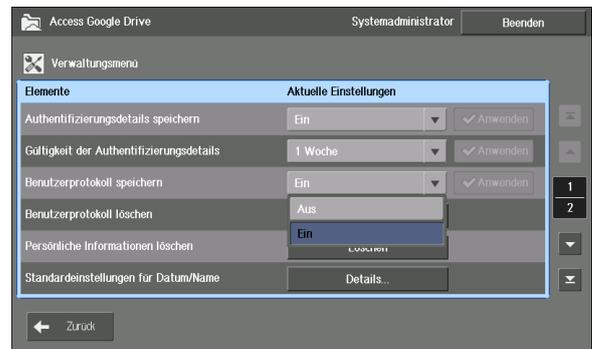 Access Google Drive Systemadministrator Beenden
Verwaltungsmenü
Elemente Aktuelle Einstellungen
Authentifizierungsdetails speichern Ein Anwenden
Gültigkeit der Authentifizierungsdetails 1 Woche Anwenden
Benutzerprotokoll speichern Ein Anwenden
Aus
Benutzerprotokoll löschen
Ein
Persönliche Informationen löschen Löschen
Standardeinstellungen für Datum/Name Details...
1
2
Zurück